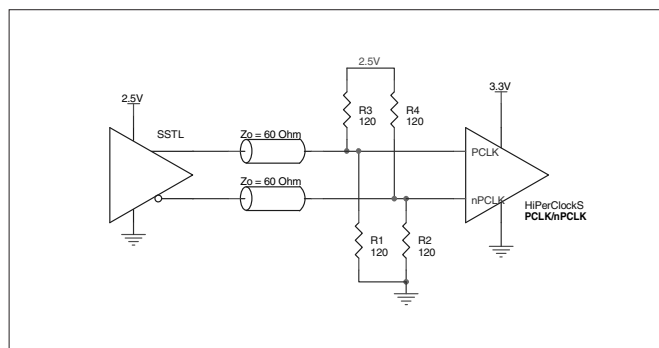 2.5V
2.5V
3.3V
SSTL
R3
120
R4
120
Zo = 60 Ohm
PCLK
Zo = 60 Ohm
nPCLK
HiPerClockS
PCLK/nPCLK
R1
120
R2
120